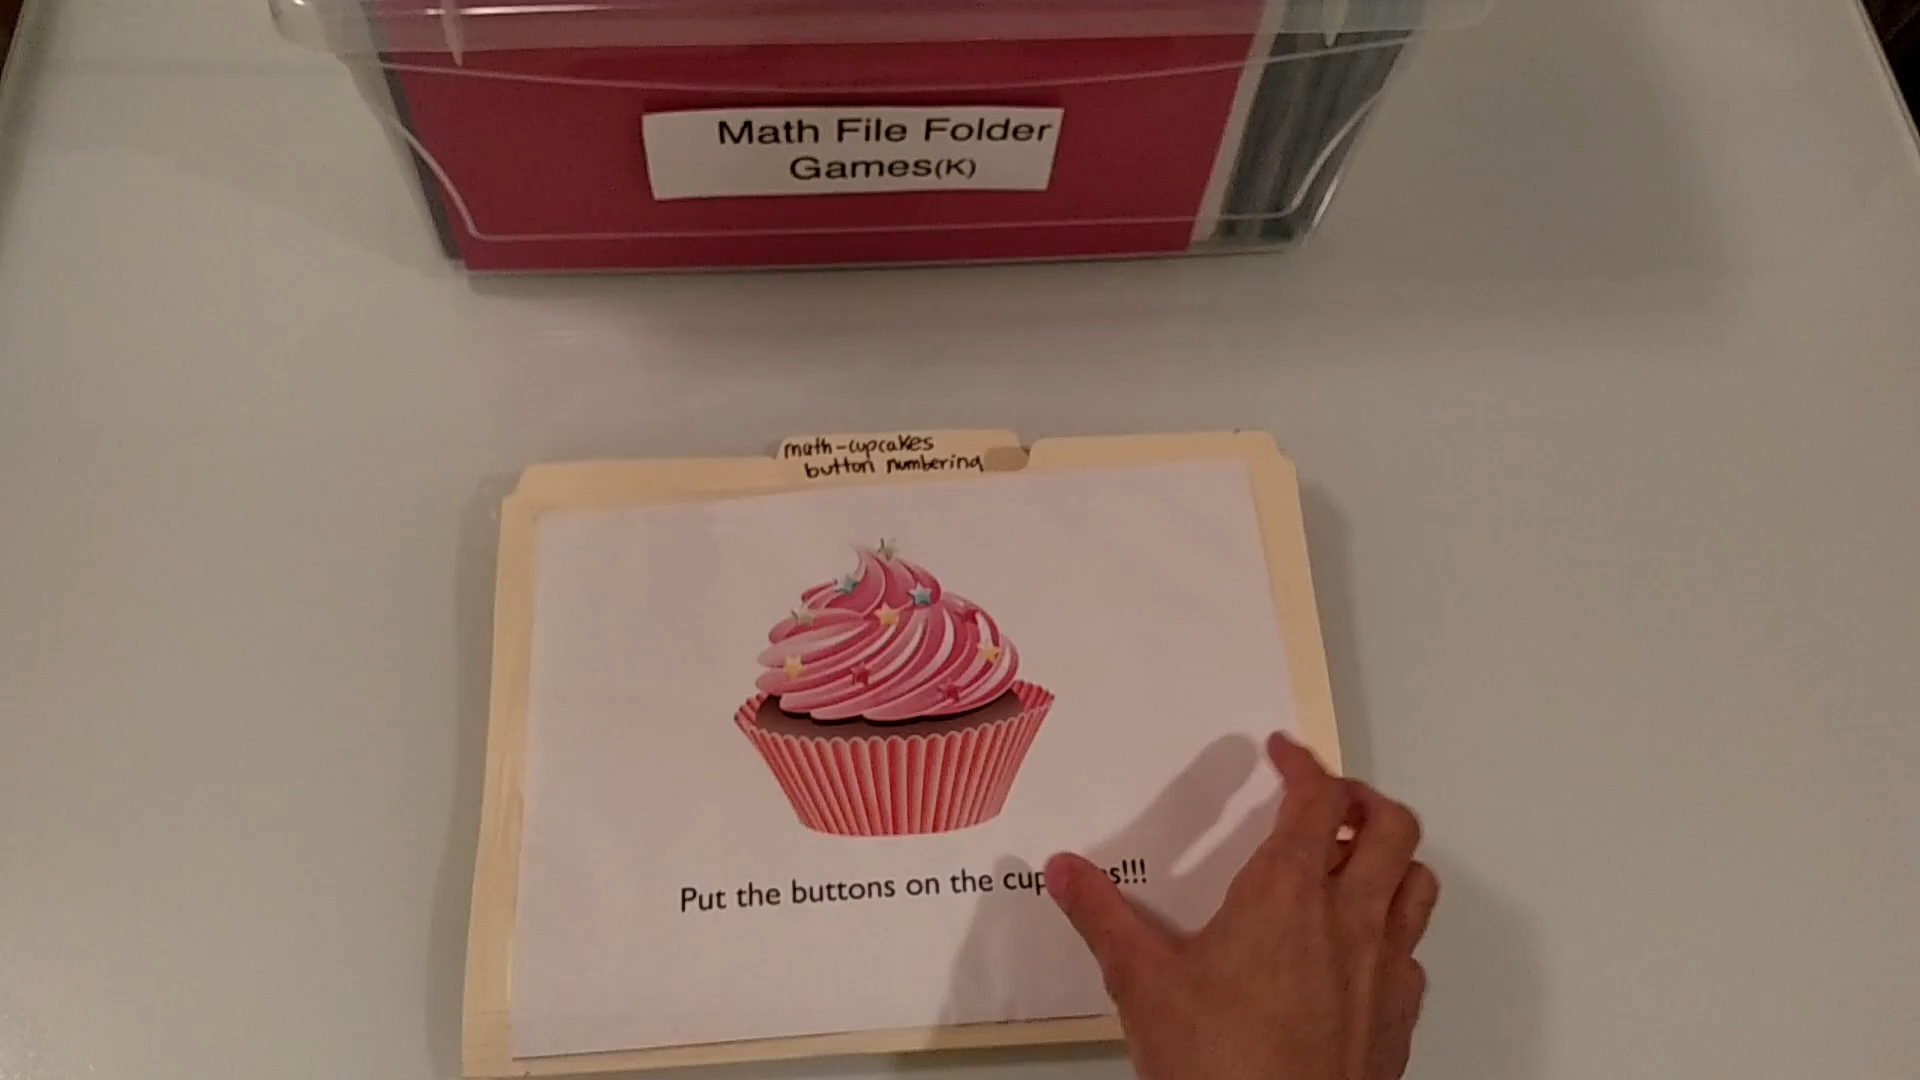 Math File Folder
Games(K)
math-cupcakes
button numbering
Put the buttons on the cup s!!!